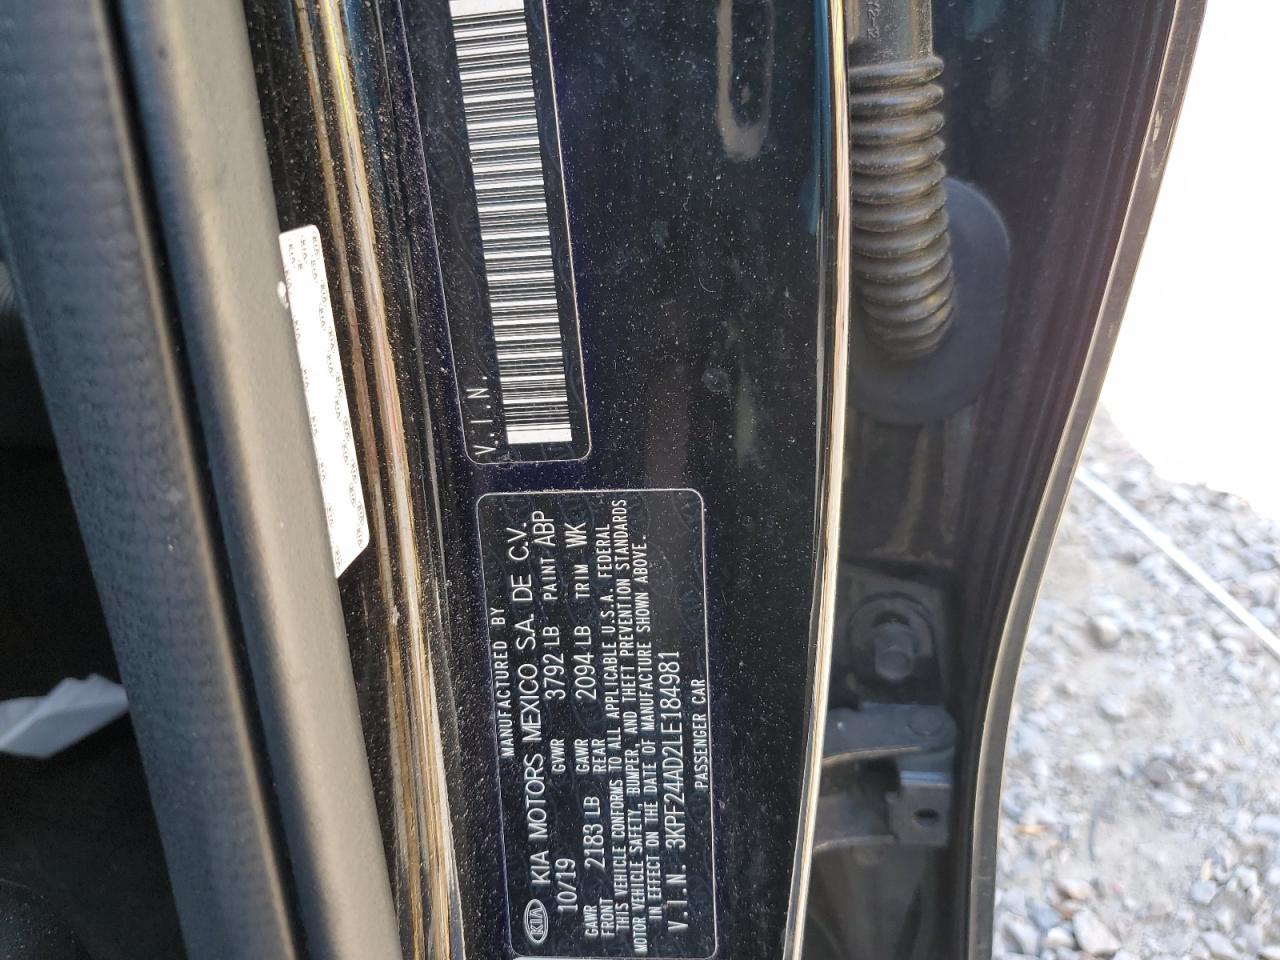 V.I.N.
MANUFACTURED BY
KIA KIA MOTORS MEXICO S.A. DE C.V.
10/19 GVWR 3792 LB PAINT ABP
GAWR FRONT 2183 LB GAWR REAR 2094 LB TRIM WK
THIS VEHICLE CONFORMS TO ALL APPLICABLE U.S.A. FEDERAL
MOTOR VEHICLE SAFETY, BUMPER, AND THEFT PREVENTION STANDARDS
IN EFFECT ON THE DATE OF MANUFACTURE SHOWN ABOVE.
V.I.N. 3KPF24AD2LE184981
PASSENGER CAR